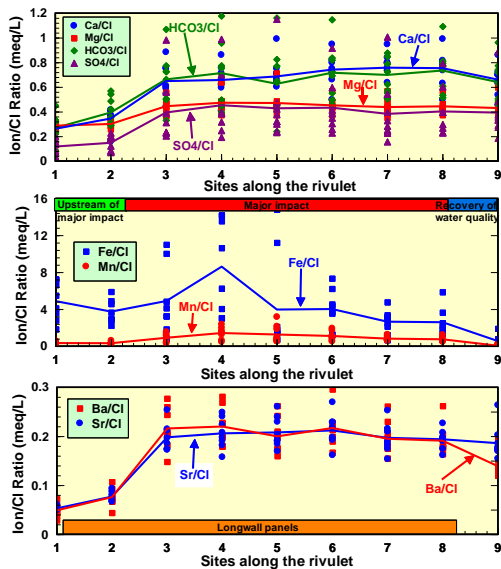 Ion/Cl Ratio (meq/L)
1.2
1
0.8
0.6
0.4
0.2
0
Ca/Cl
Mg/Cl
HCO3/Cl
SO4/Cl
HCO3/Cl
Ca/Cl
Mg/Cl
SO4/Cl
1 2 3 4 5 6 7 8 9
Sites along the rivulet
Ion/Cl Ratio (meq/L)
16
12
8
4
0
Upstream of
major impact
Major impact
Recovery of
water quality
Fe/Cl
Mn/Cl
Fe/Cl
Mn/Cl
1 2 3 4 5 6 7 8 9
Sites along the rivulet
Ion/Cl Ratio (meq/L)
0.3
0.2
0.1
0
Ba/Cl
Sr/Cl
Sr/Cl
Ba/Cl
Longwall panels
1 2 3 4 5 6 7 8 9
Sites along the rivulet